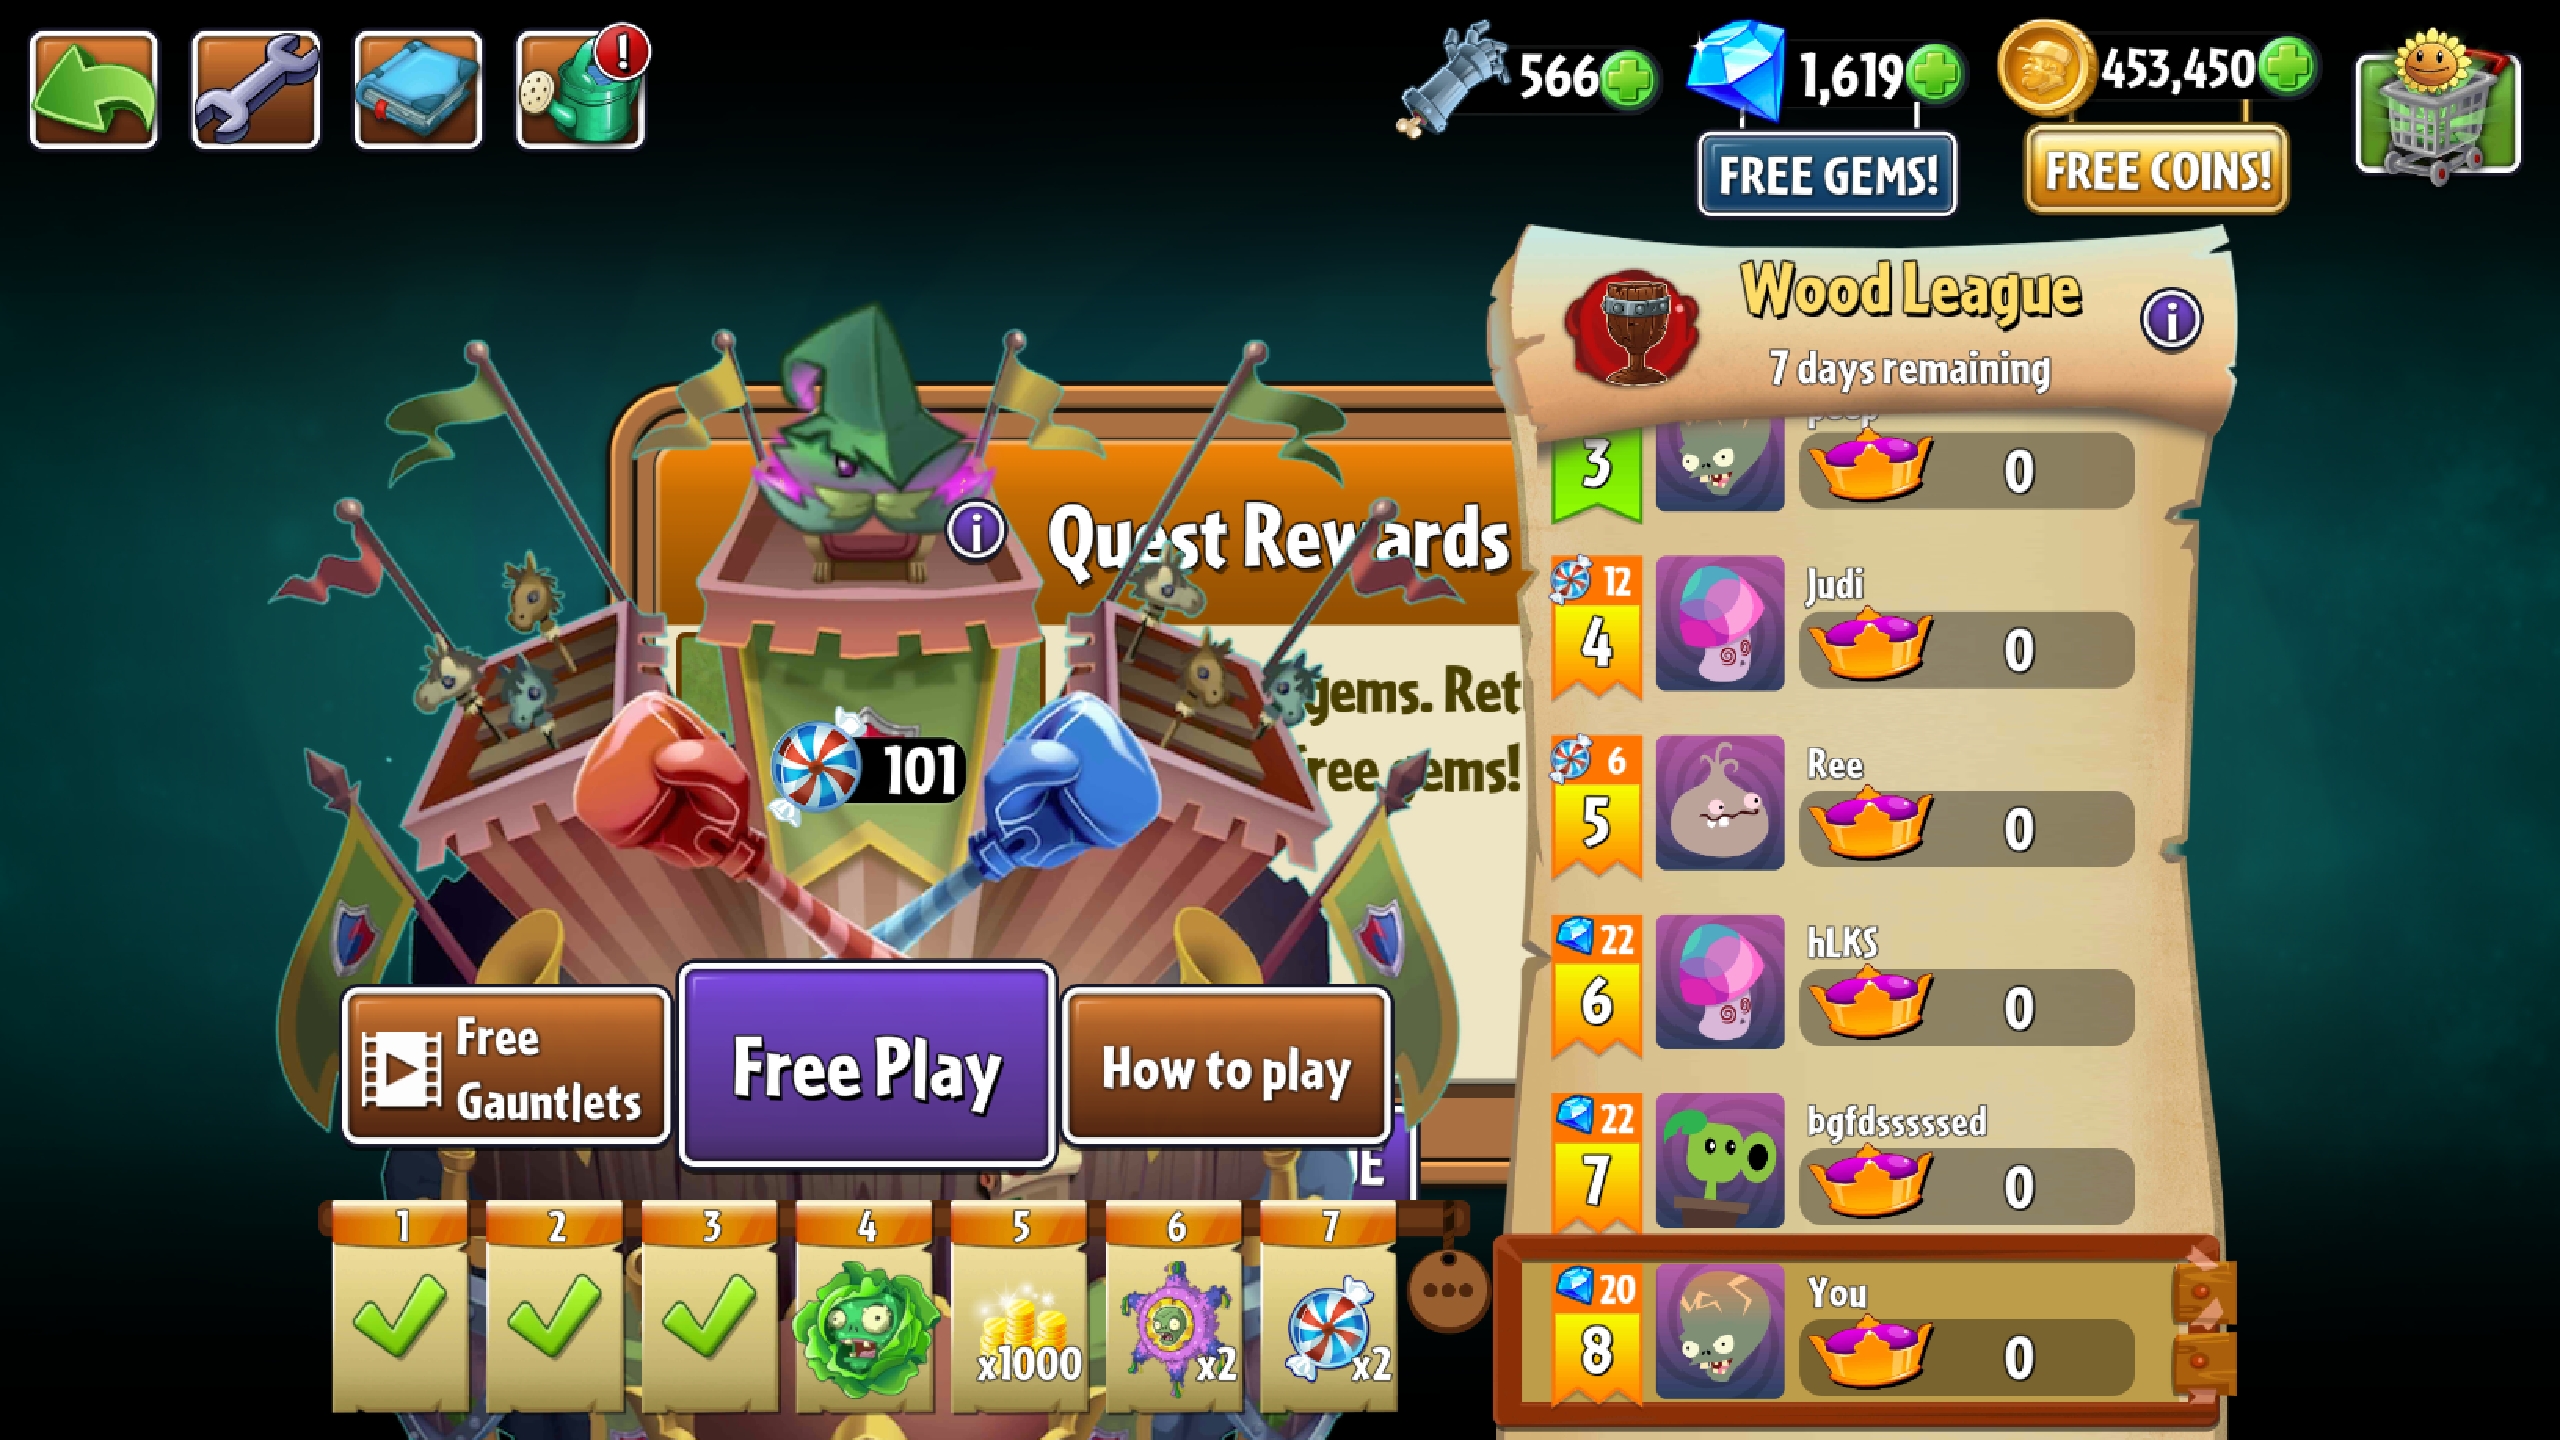 566
1,619
453,450
FREE GEMS!
FREE COINS!
Wood League
7 days remaining
Quest Rewards
gems. Ret
ree gems!
101
Free
Gauntlets
Free Play
How to play
E
1
2
3
4
5
x1000
6
x2
7
x2
3
0
12
4
Judi
0
6
5
Ree
0
22
6
hLKS
0
22
7
bgfdsssssed
0
20
8
You
0